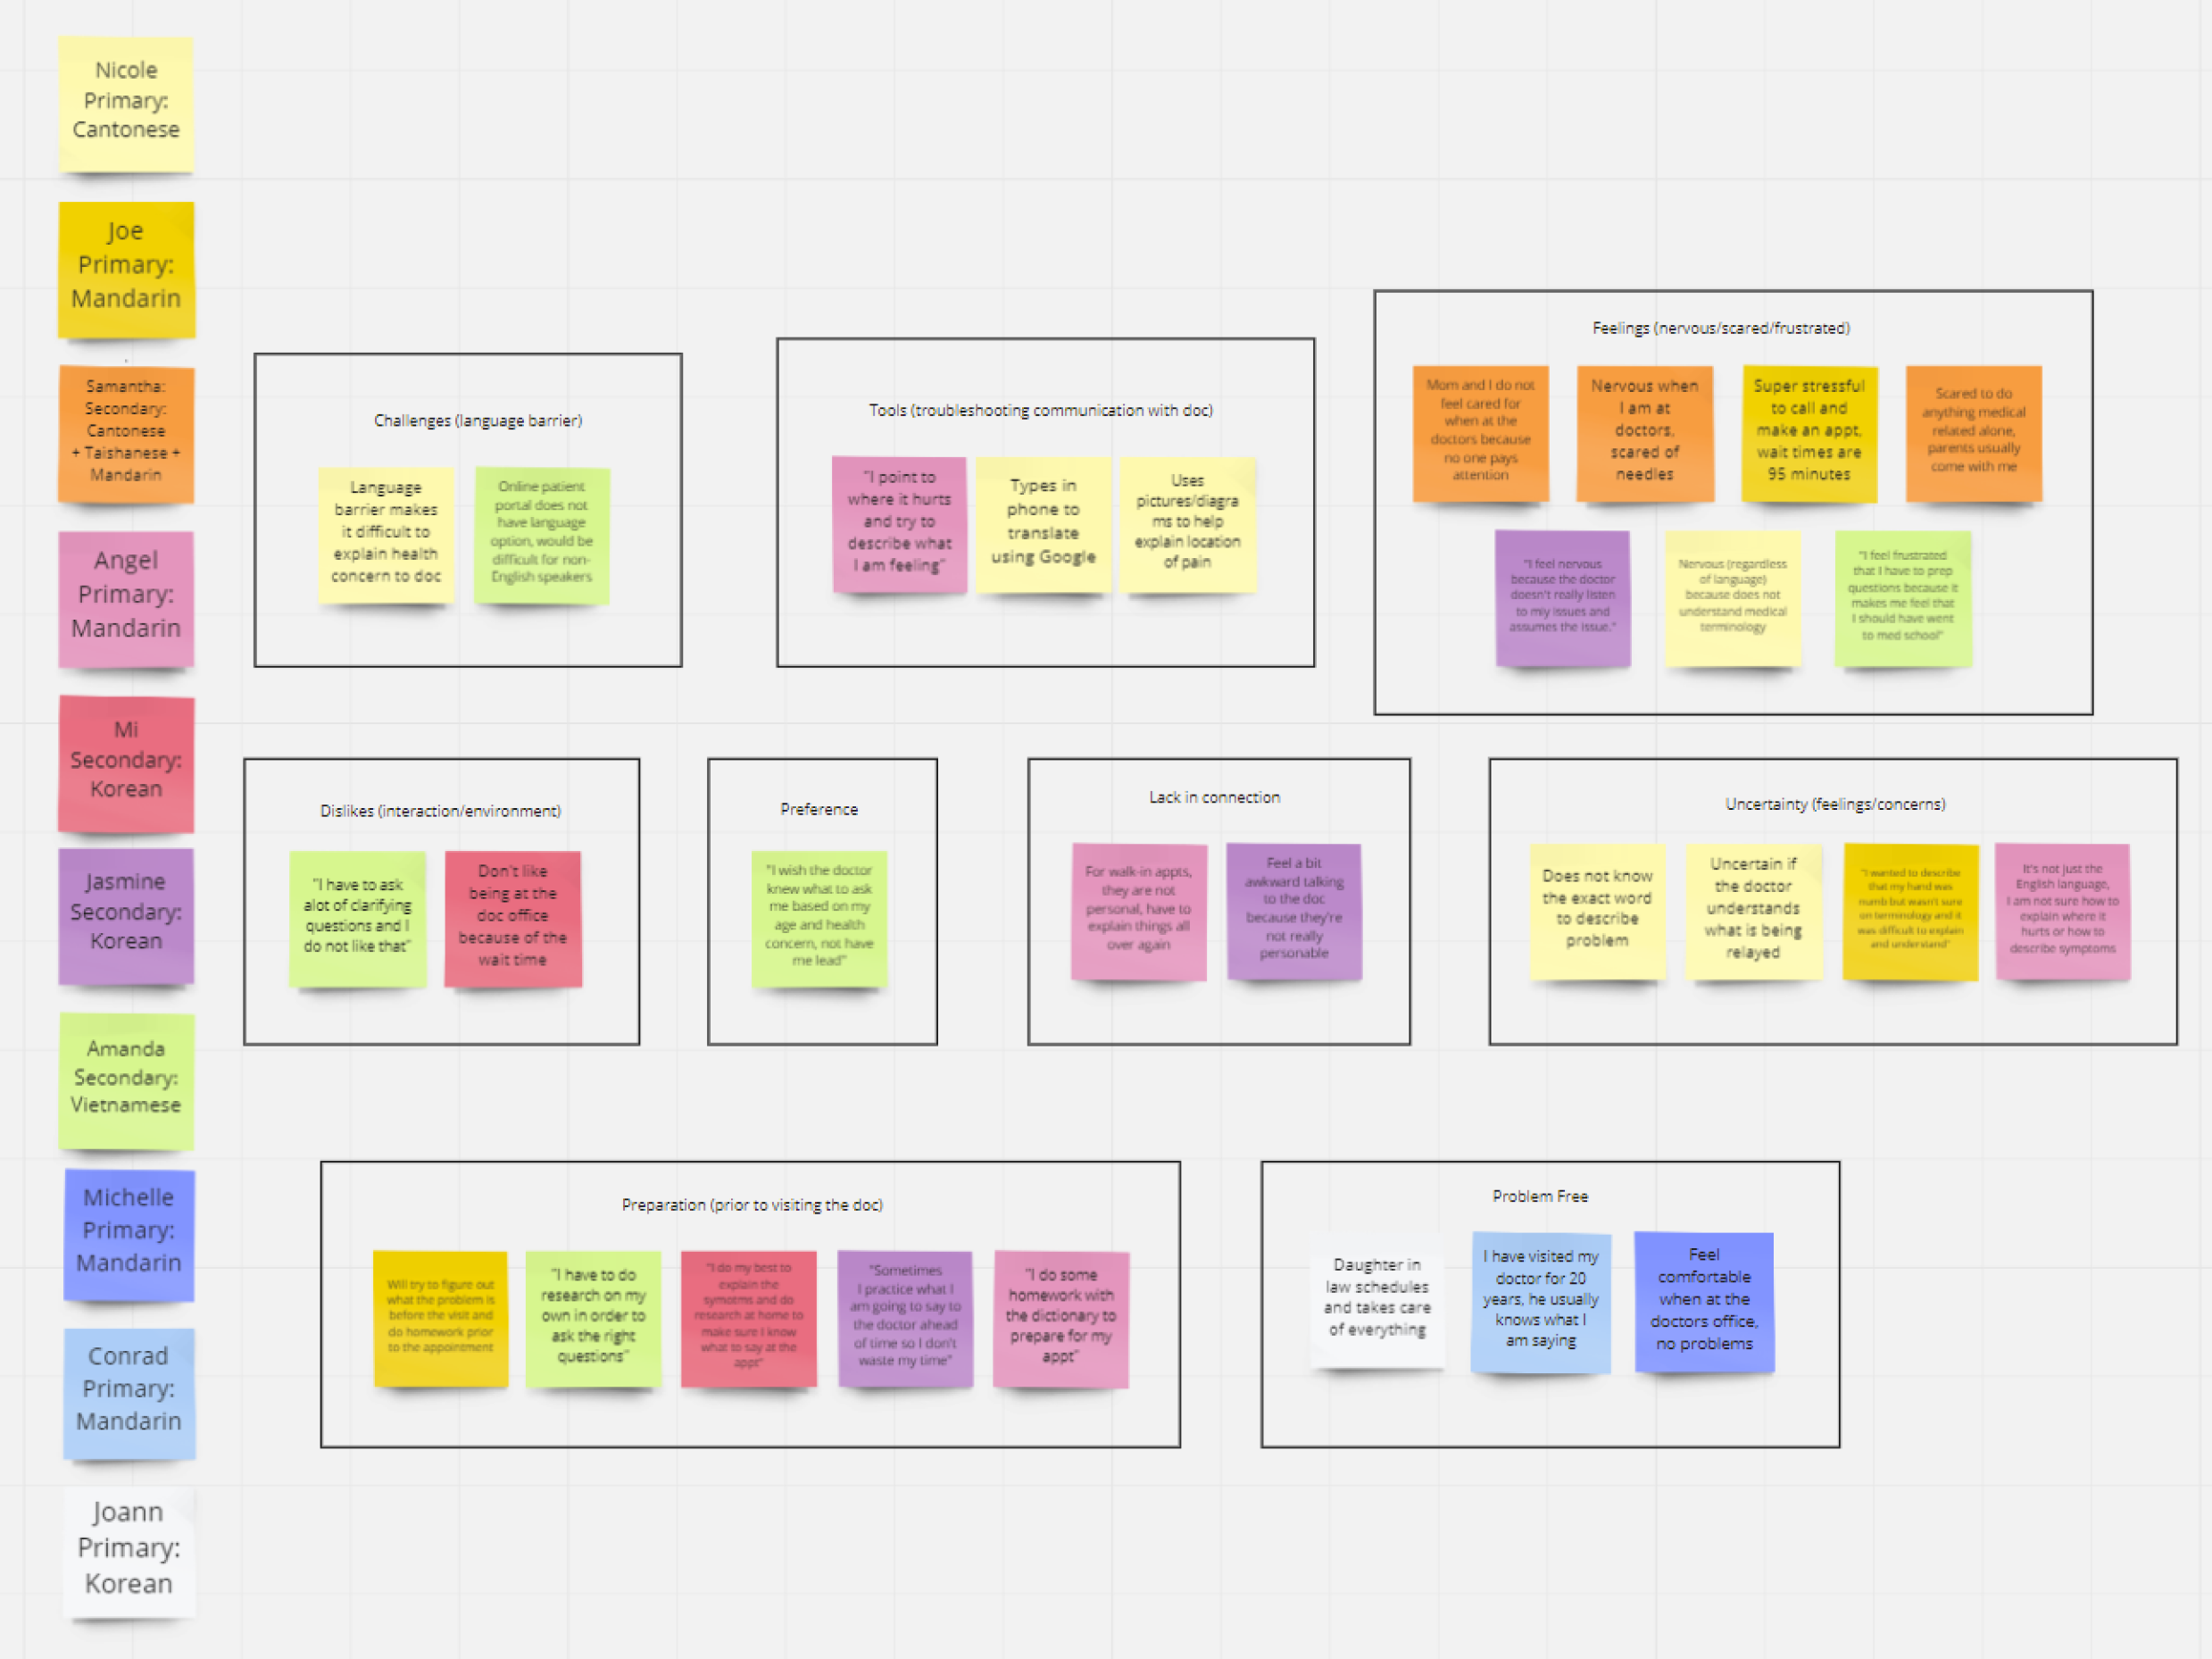 Nicole
Primary:
Cantonese
Joe
Primary:
Mandarin
Samantha:
Secondary:
Cantonese
+ Taishanese +
Mandarin
Angel
Primary:
Mandarin
Mi
Secondary:
Korean
Jasmine
Secondary:
Korean
Amanda
Secondary:
Vietnamese
Michelle
Primary:
Mandarin
Conrad
Primary:
Mandarin
Joann
Primary:
Korean
Challenges (language barrier)
Language
barrier makes
it difficult to
explain health
concern to doc
Online patient
portal does not
have language
option, would be
difficult for non-
English speakers
Tools (troubleshooting communication with doc)
"I point to
where it hurts
and try to
describe what
I am feeling"
Types in
phone to
translate
using Google
Uses
pictures/diagra
ms to help
explain location
of pain
Feelings (nervous/scared/frustrated)
Mom and I do not
feel cared for
when at the
doctors because
no one pays
attention
Nervous when
I am at
doctors,
scared of
needles
Super stressful
to call and
make an appt,
wait times are
95 minutes
Scared to do
anything medical
related alone,
parents usually
come with me
"I feel nervous
because the doctor
doesn't really listen
to my issues and
assumes the issue."
Nervous (regardless
of language)
because does not
understand medical
terminology
"I feel frustrated
that I have to prep
questions because it
makes me feel that
I should have went
to med school"
Dislikes (interaction/environment)
"I have to ask
alot of clarifying
questions and I
do not like that"
Don't like
being at the
doc office
because of the
wait time
Preference
"I wish the doctor
knew what to ask
me based on my
age and health
concern, not have
me lead"
Lack in connection
For walk-in appts,
they are not
personal, have to
explain things all
over again
Feel a bit
awkward talking
to the doc
because they're
not really
personable
Uncertainty (feelings/concerns)
Does not know
the exact word
to describe
problem
Uncertain if
the doctor
understands
what is being
relayed
"I wanted to describe
that my hand was
numb but wasn't sure
on terminology and it
was difficult to explain
and understand"
It's not just the
English language,
I am not sure how to
explain where it
hurts or how to
describe symptoms
Preparation (prior to visiting the doc)
Will try to figure out
what the problem is
before the visit and
do homework prior
to the appointment
"I have to do
research on my
own in order to
ask the right
questions"
"I do my best to
explain the
symotms and do
research at home to
make sure I know
what to say at the
appt"
"Sometimes
I practice what I
am going to say to
the doctor ahead
of time so I don't
waste my time"
"I do some
homework with
the dictionary to
prepare for my
appt"
Problem Free
Daughter in
law schedules
and takes care
of everything
I have visited my
doctor for 20
years, he usually
knows what I
am saying
Feel
comfortable
when at the
doctors office,
no problems